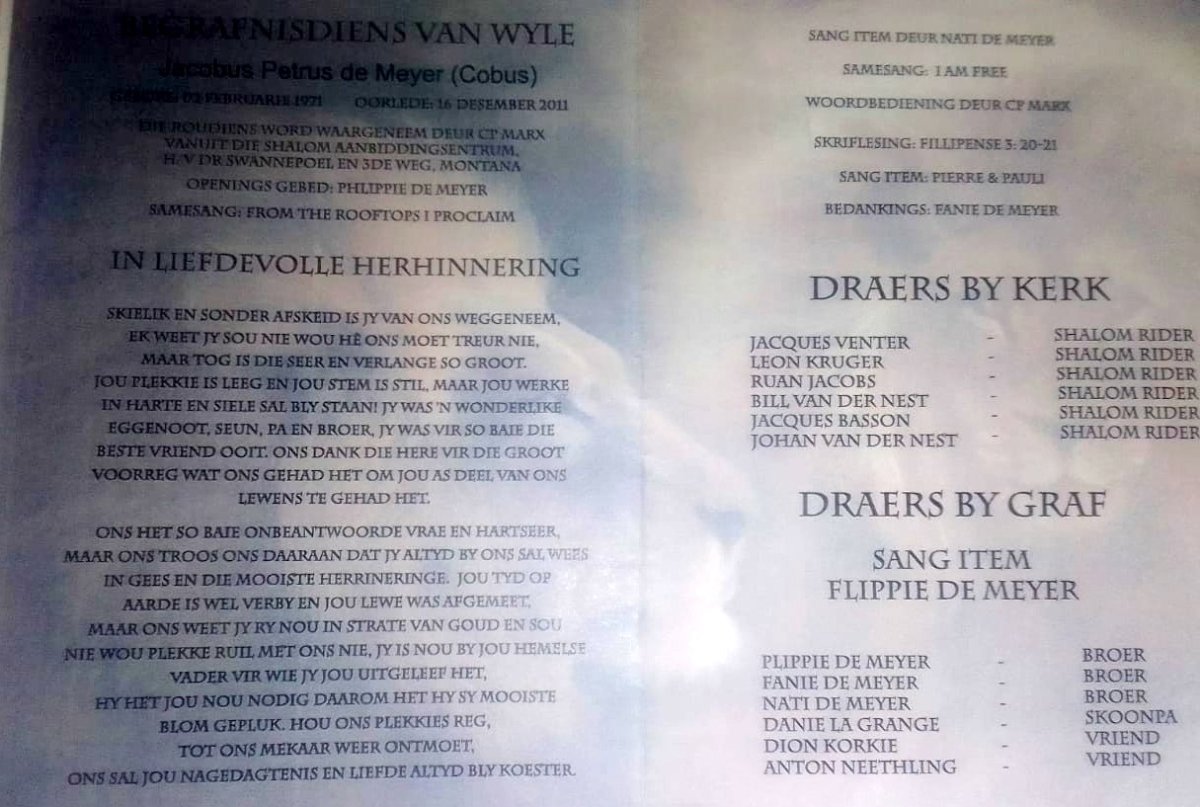 BEGRAFNISDIENS VAN WYLE
Jacobus Petrus de Meyer (Cobus)
GEBORE: 02 FEBRUARIE 1971 OORLEDE: 16 DESEMBER 2011
DIE ROUDIENS WORD WAARGENEEM DEUR CP MARX
VANUIT DIE SHALOM AANBIDDINGSENTRUM,
H/V DR SWANNEPOEL EN 3DE WEG, MONTANA
OPENINGS GEBED: PHLIPPIE DE MEYER
SAMESANG: FROM THE ROOFTOPS I PROCLAIM
IN LIEFDEVOLLE HERHINNERING
SKIELIK EN SONDER AFSKEID IS JY VAN ONS WEGGENEEM,
EK WEET JY SOU NIE WOU HÊ ONS MOET TREUR NIE,
MAAR TOG IS DIE SEER EN VERLANGE SO GROOT.
JOU PLEKKIE IS LEEG EN JOU STEM IS STIL, MAAR JOU WERKE
IN HARTE EN SIELE SAL BLY STAAN! JY WAS 'N WONDERLIKE
EGGENOOT, SEUN, PA EN BROER, JY WAS VIR SO BAIE DIE
BESTE VRIEND OOIT. ONS DANK DIE HERE VIR DIE GROOT
VOORREG WAT ONS GEHAD HET OM JOU AS DEEL VAN ONS
LEWENS TE GEHAD HET.
ONS HET SO BAIE ONBEANTWOORDE VRAE EN HARTSEER,
MAAR ONS TROOS ONS DAARAAN DAT JY ALTYD BY ONS SAL WEES
IN GEES EN DIE MOOISTE HERRINERINGE. JOU TYD OP
AARDE IS WEL VERBY EN JOU LEWE WAS AFGEMEET,
MAAR ONS WEET JY RY NOU IN STRATE VAN GOUD EN SOU
NIE WOU PLEKKE RUIL MET ONS NIE, JY IS NOU BY JOU HEMELSE
VADER VIR WIE JY JOU UITGELEEF HET,
HY HET JOU NOU NODIG DAAROM HET HY SY MOOISTE
BLOM GEPLUK. HOU ONS PLEKKIES REG,
TOT ONS MEKAAR WEER ONTMOET,
ONS SAL JOU NAGEDAGTENIS EN LIEFDE ALTYD BLY KOESTER.
SANG ITEM DEUR NATI DE MEYER
SAMESANG: I AM FREE
WOORDBEDIENING DEUR CP MARX
SKRIFLESING: FILLIPENSE 3: 20-21
SANG ITEM: PIERRE & PAULI
BEDANKINGS: FANIE DE MEYER
DRAERS BY KERK
JACQUES VENTER - SHALOM RIDER
LEON KRUGER - SHALOM RIDER
RUAN JACOBS - SHALOM RIDER
BILL VAN DER NEST - SHALOM RIDER
JACQUES BASSON - SHALOM RIDER
JOHAN VAN DER NEST - SHALOM RIDER
DRAERS BY GRAF
SANG ITEM
FLIPPIE DE MEYER
PLIPPIE DE MEYER - BROER
FANIE DE MEYER - BROER
NATI DE MEYER - BROER
DANIE LA GRANGE - SKOONPA
DION KORKIE - VRIEND
ANTON NEETHLING - VRIEND